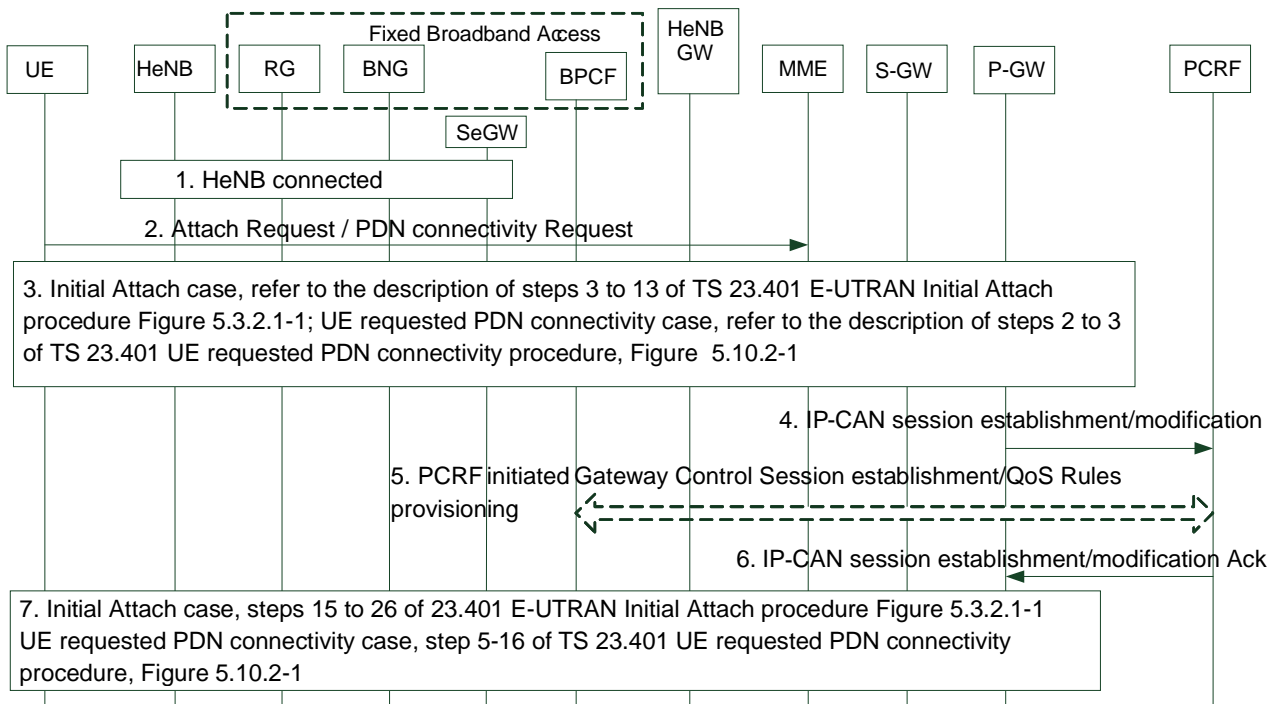 Fixed Broadband Access
HeNB
GW
UE
HeNB
RG
BNG
BPCF
MME
S-GW
P-GW
PCRF
SeGW
1. HeNB connected
2. Attach Request / PDN connectivity Request
3. Initial Attach case, refer to the description of steps 3 to 13 of TS 23.401 E-UTRAN Initial Attach
procedure Figure 5.3.2.1-1; UE requested PDN connectivity case, refer to the description of steps 2 to 3
of TS 23.401 UE requested PDN connectivity procedure, Figure 5.10.2-1
4. IP-CAN session establishment/modification
5. PCRF initiated Gateway Control Session establishment/QoS Rules
provisioning
6. IP-CAN session establishment/modification Ack
7. Initial Attach case, steps 15 to 26 of 23.401 E-UTRAN Initial Attach procedure Figure 5.3.2.1-1
UE requested PDN connectivity case, step 5-16 of TS 23.401 UE requested PDN connectivity
procedure, Figure 5.10.2-1